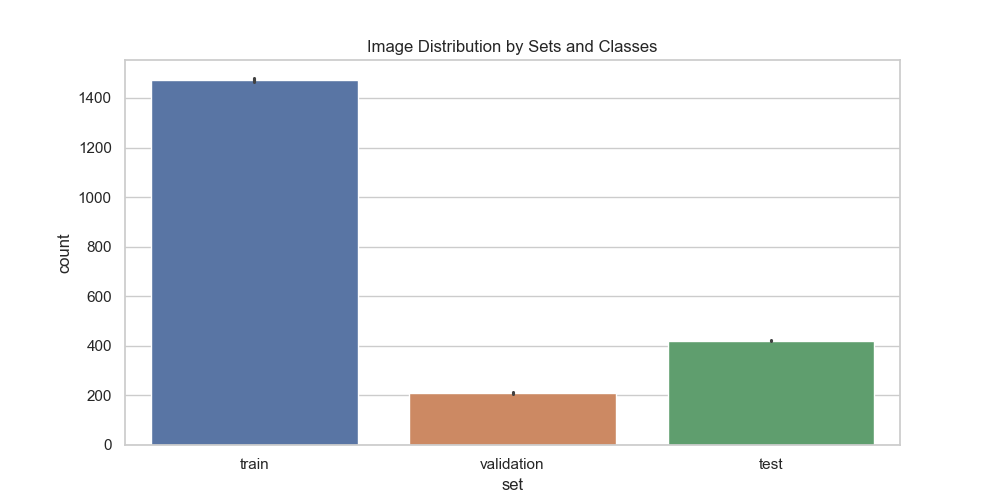 Image Distribution by Sets and Classes
1400
1200
1000
800
600
400
200
0
count
train validation test
set